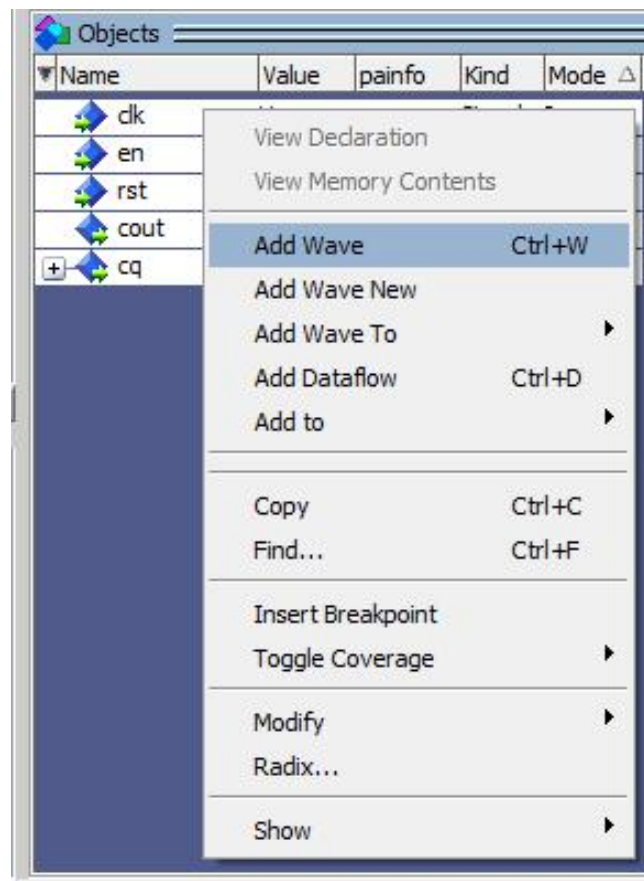 Objects
Name Value painfo Kind Mode
clk
en
rst
cout
cq
View Declaration
View Memory Contents
Add Wave Ctrl+W
Add Wave New
Add Wave To
Add Dataflow Ctrl+D
Add to
Copy Ctrl+C
Find... Ctrl+F
Insert Breakpoint
Toggle Coverage
Modify
Radix...
Show